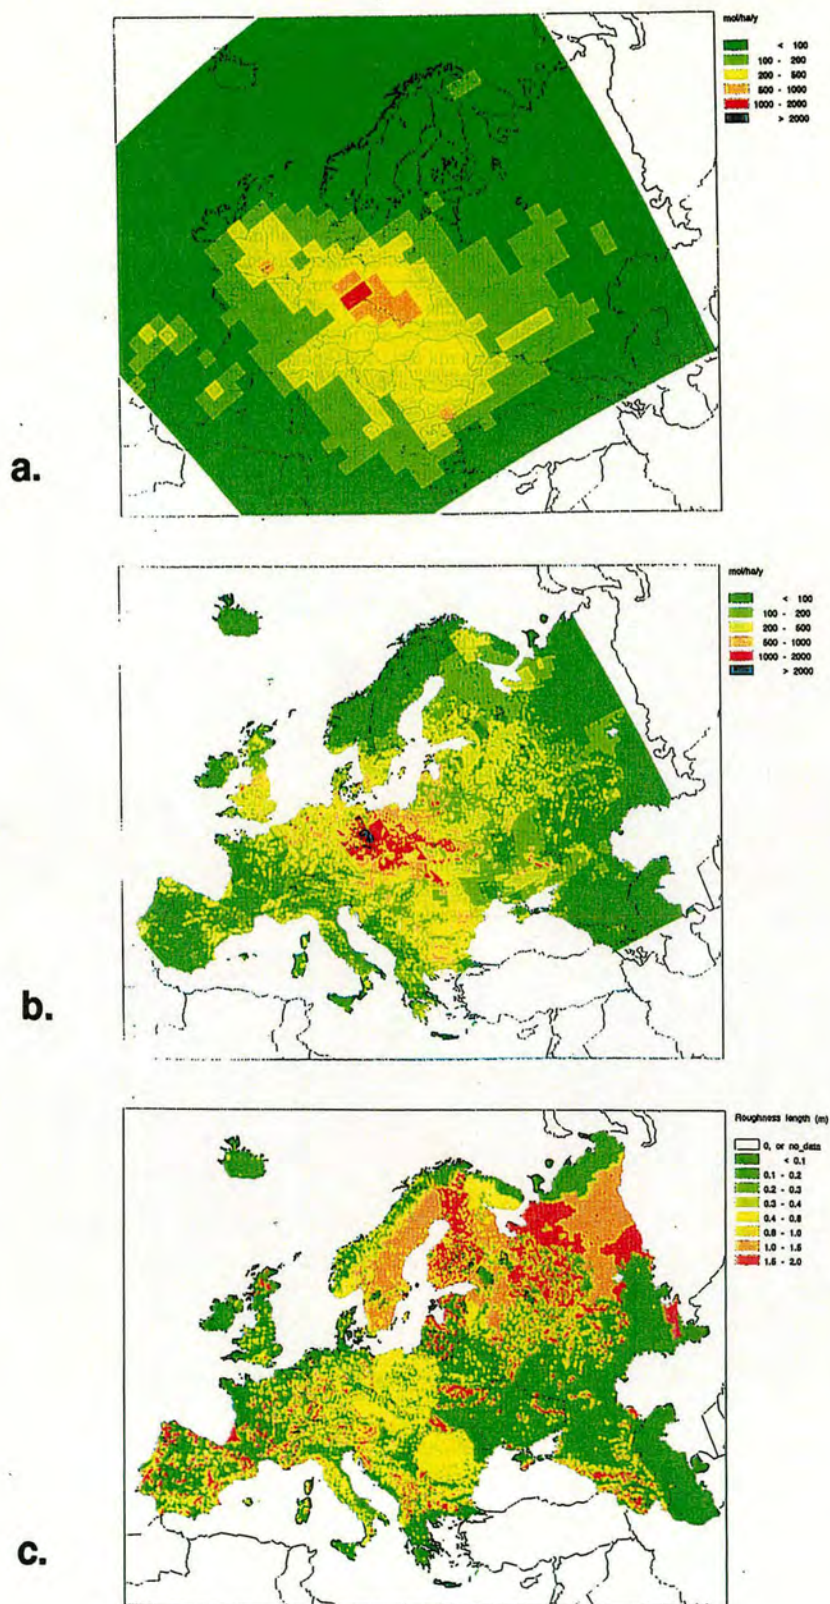 mol/ha/y
< 100
100 - 200
200 - 500
500 - 1000
1000 - 2000
> 2000
a.
mol/ha/y
< 100
100 - 200
200 - 500
500 - 1000
1000 - 2000
> 2000
b.
Roughness length (m)
0, or no_data
< 0.1
0.1 - 0.2
0.2 - 0.3
0.3 - 0.4
0.4 - 0.8
0.8 - 1.0
1.0 - 1.5
1.5 - 2.0
c.